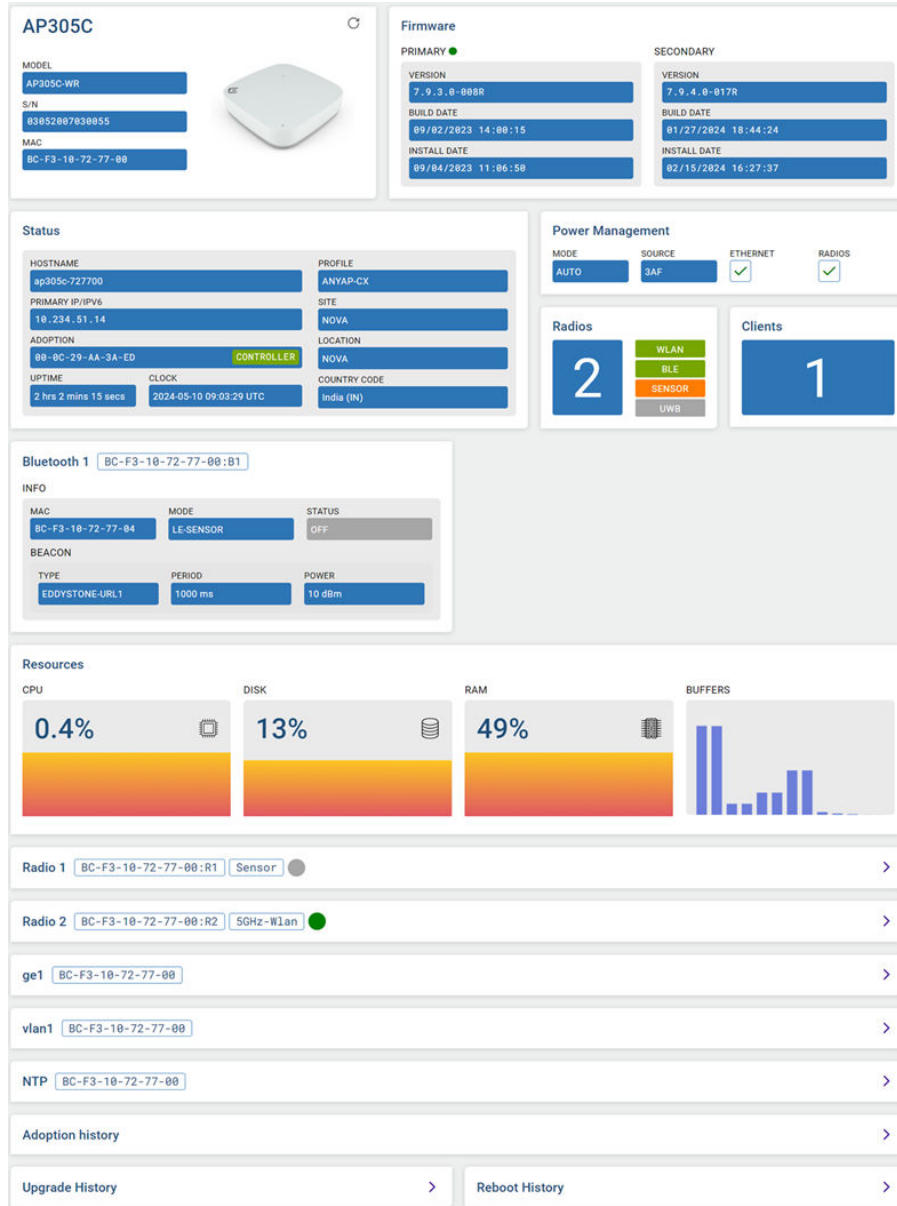 AP305C
MODEL
AP305C-WR
S/N
03052007030055
MAC
BC-F3-10-72-77-00
Firmware
PRIMARY
VERSION
7.9.3.0-008R
BUILD DATE
09/02/2023 14:00:15
INSTALL DATE
09/04/2023 11:06:50
SECONDARY
VERSION
7.9.4.0-017R
BUILD DATE
01/27/2024 18:44:24
INSTALL DATE
02/15/2024 16:27:37
Status
HOSTNAME
ap305c-727700
PRIMARY IP/IPV6
10.234.51.14
ADOPTION
00-0C-29-AA-3A-ED CONTROLLER
UPTIME CLOCK
2 hrs 2 mins 15 secs 2024-05-10 09:03:29 UTC
PROFILE
ANYAP-CX
SITE
NOVA
LOCATION
NOVA
COUNTRY CODE
India (IN)
Power Management
MODE SOURCE ETHERNET RADIOS
AUTO 3AF
Radios
2
WLAN
BLE
SENSOR
UWB
Clients
1
Bluetooth 1 BC-F3-10-72-77-00:B1
INFO
MAC MODE STATUS
BC-F3-10-72-77-04 LE-SENSOR OFF
BEACON
TYPE PERIOD POWER
EDDYSTONE-URL1 1000 ms 10 dBm
Resources
CPU DISK RAM BUFFERS
0.4% 13% 49%
Radio 1 BC-F3-10-72-77-00:R1 Sensor
Radio 2 BC-F3-10-72-77-00:R2 5GHz-Wlan
ge1 BC-F3-10-72-77-00
vlan1 BC-F3-10-72-77-00
NTP BC-F3-10-72-77-00
Adoption history
Upgrade History Reboot History